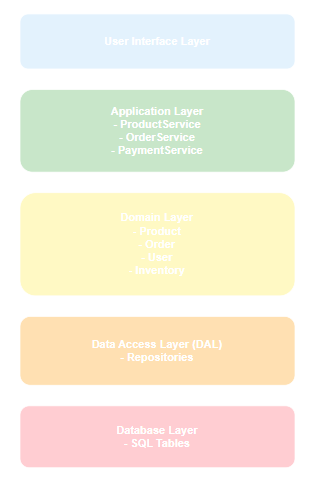 User Interface Layer
Application Layer
- ProductService
- OrderService
- PaymentService
Domain Layer
- Product
- Order
- User
- Inventory
Data Access Layer (DAL)
- Repositories
Database Layer
- SQL Tables